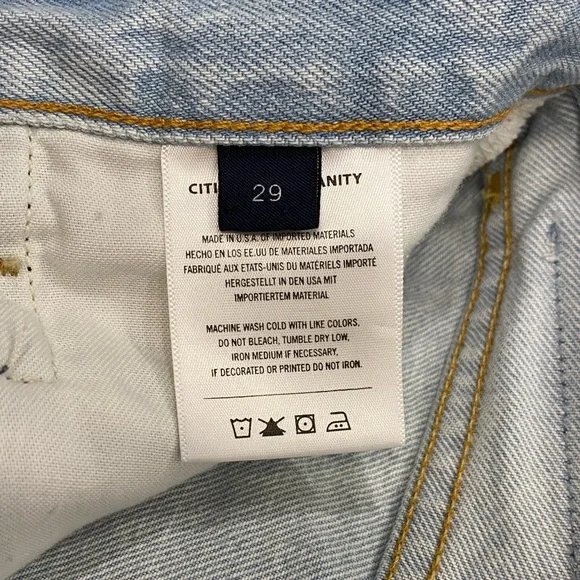 29
ANITY
MADE IN U.S.A. OF IMPORTED MATERIALS
HECHO EN LOS EE.UU DE MATERIALES IMPORTADA
FABRIQUÉ AUX ETATS-UNIS DU MATÉRIELS IMPORTÉ
HERGESTELLT IN DEN USA MIT
IMPORTIERTEM MATERIAL
MACHINE WASH COLD WITH LIKE COLORS,
DO NOT BLEACH, TUMBLE DRY LOW,
IRON MEDIUM IF NECESSARY,
IF DECORATED OR PRINTED DO NOT IRON.